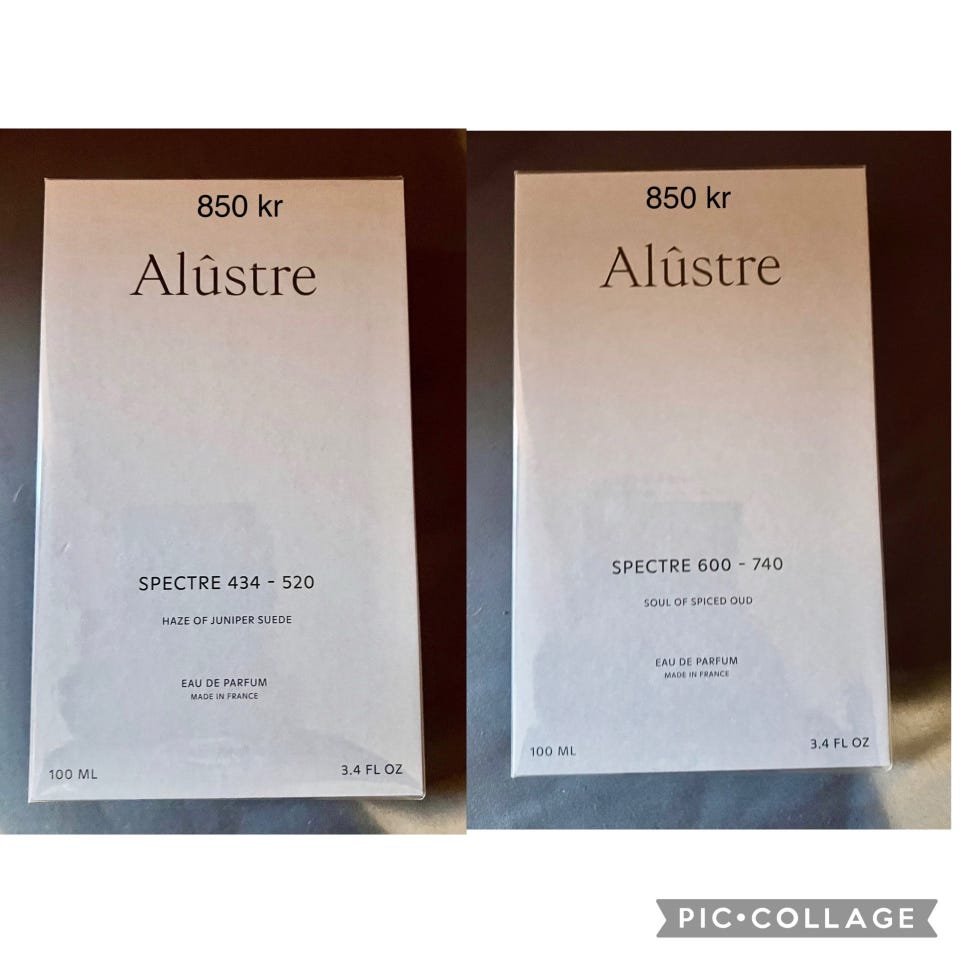 850 kr
Alûstre
SPECTRE 434 - 520
HAZE OF JUNIPER SUEDE
EAU DE PARFUM
MADE IN FRANCE
100 ML
3.4 FL OZ
850 kr
Alûstre
SPECTRE 600 - 740
SOUL OF SPICED OUD
EAU DE PARFUM
MADE IN FRANCE
100 ML
3.4 FL OZ
PIC•COLLAGE